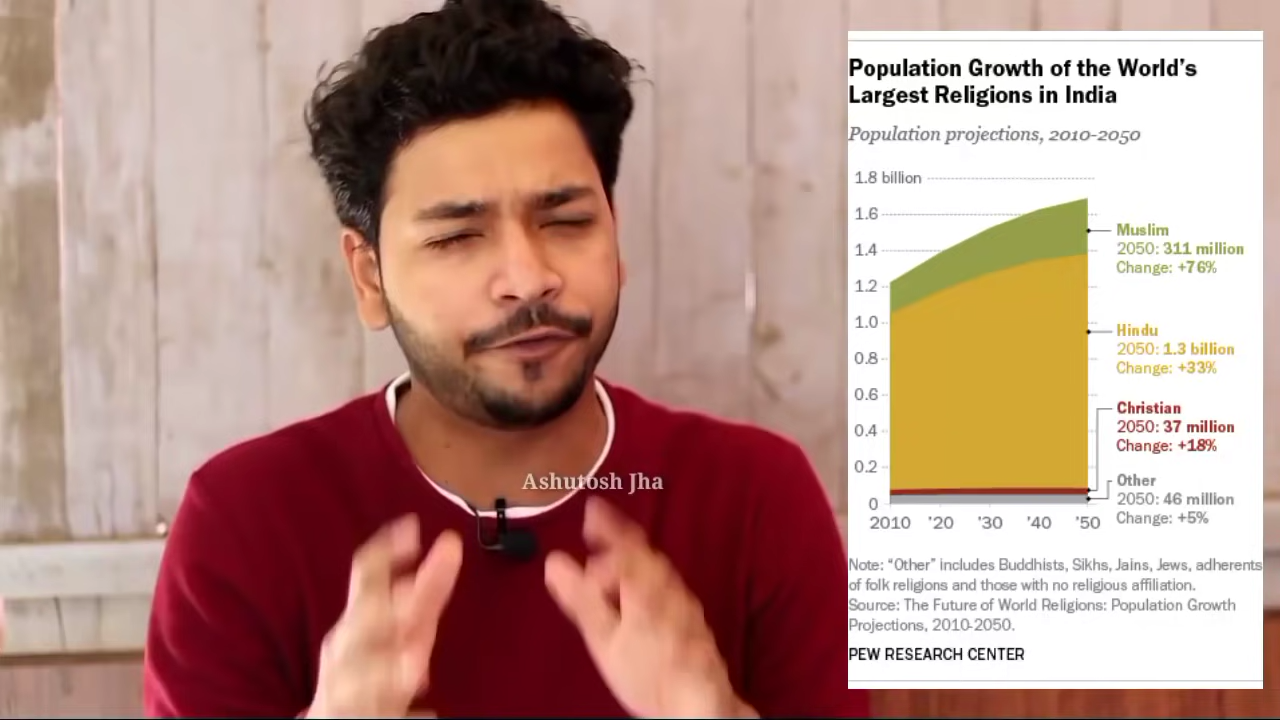 Ashutosh Jha
Population Growth of the World's
Largest Religions in India
Population projections, 2010-2050
1.8 billion
1.6
1.4
1.2
1.0
0.8
0.6
0.4
0.2
0
2010 '20 '30 '40 '50
Muslim
2050: 311 million
Change: +76%
Hindu
2050: 1.3 billion
Change: +33%
Christian
2050: 37 million
Change: +18%
Other
2050: 46 million
Change: +5%
Note: “Other” includes Buddhists, Sikhs, Jains, Jews, adherents
of folk religions and those with no religious affiliation.
Source: The Future of World Religions: Population Growth
Projections, 2010-2050.
PEW RESEARCH CENTER